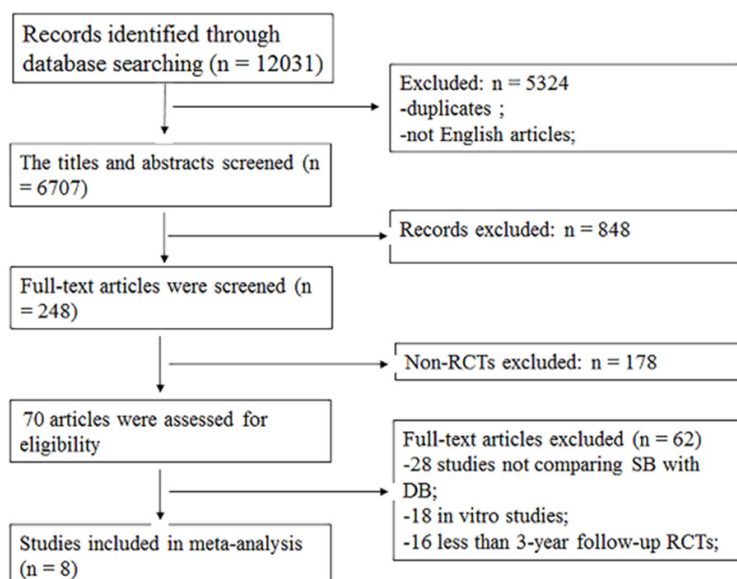 Records identified through
database searching (n = 12031)
Excluded: n = 5324
-duplicates ;
-not English articles;
The titles and abstracts screened (n
= 6707)
Records excluded: n = 848
Full-text articles were screened (n
= 248)
Non-RCTs excluded: n = 178
70 articles were assessed for
eligibility
Full-text articles excluded (n = 62)
-28 studies not comparing SB with
DB;
-18 in vitro studies;
-16 less than 3-year follow-up RCTs;
Studies included in meta-analysis
(n = 8)